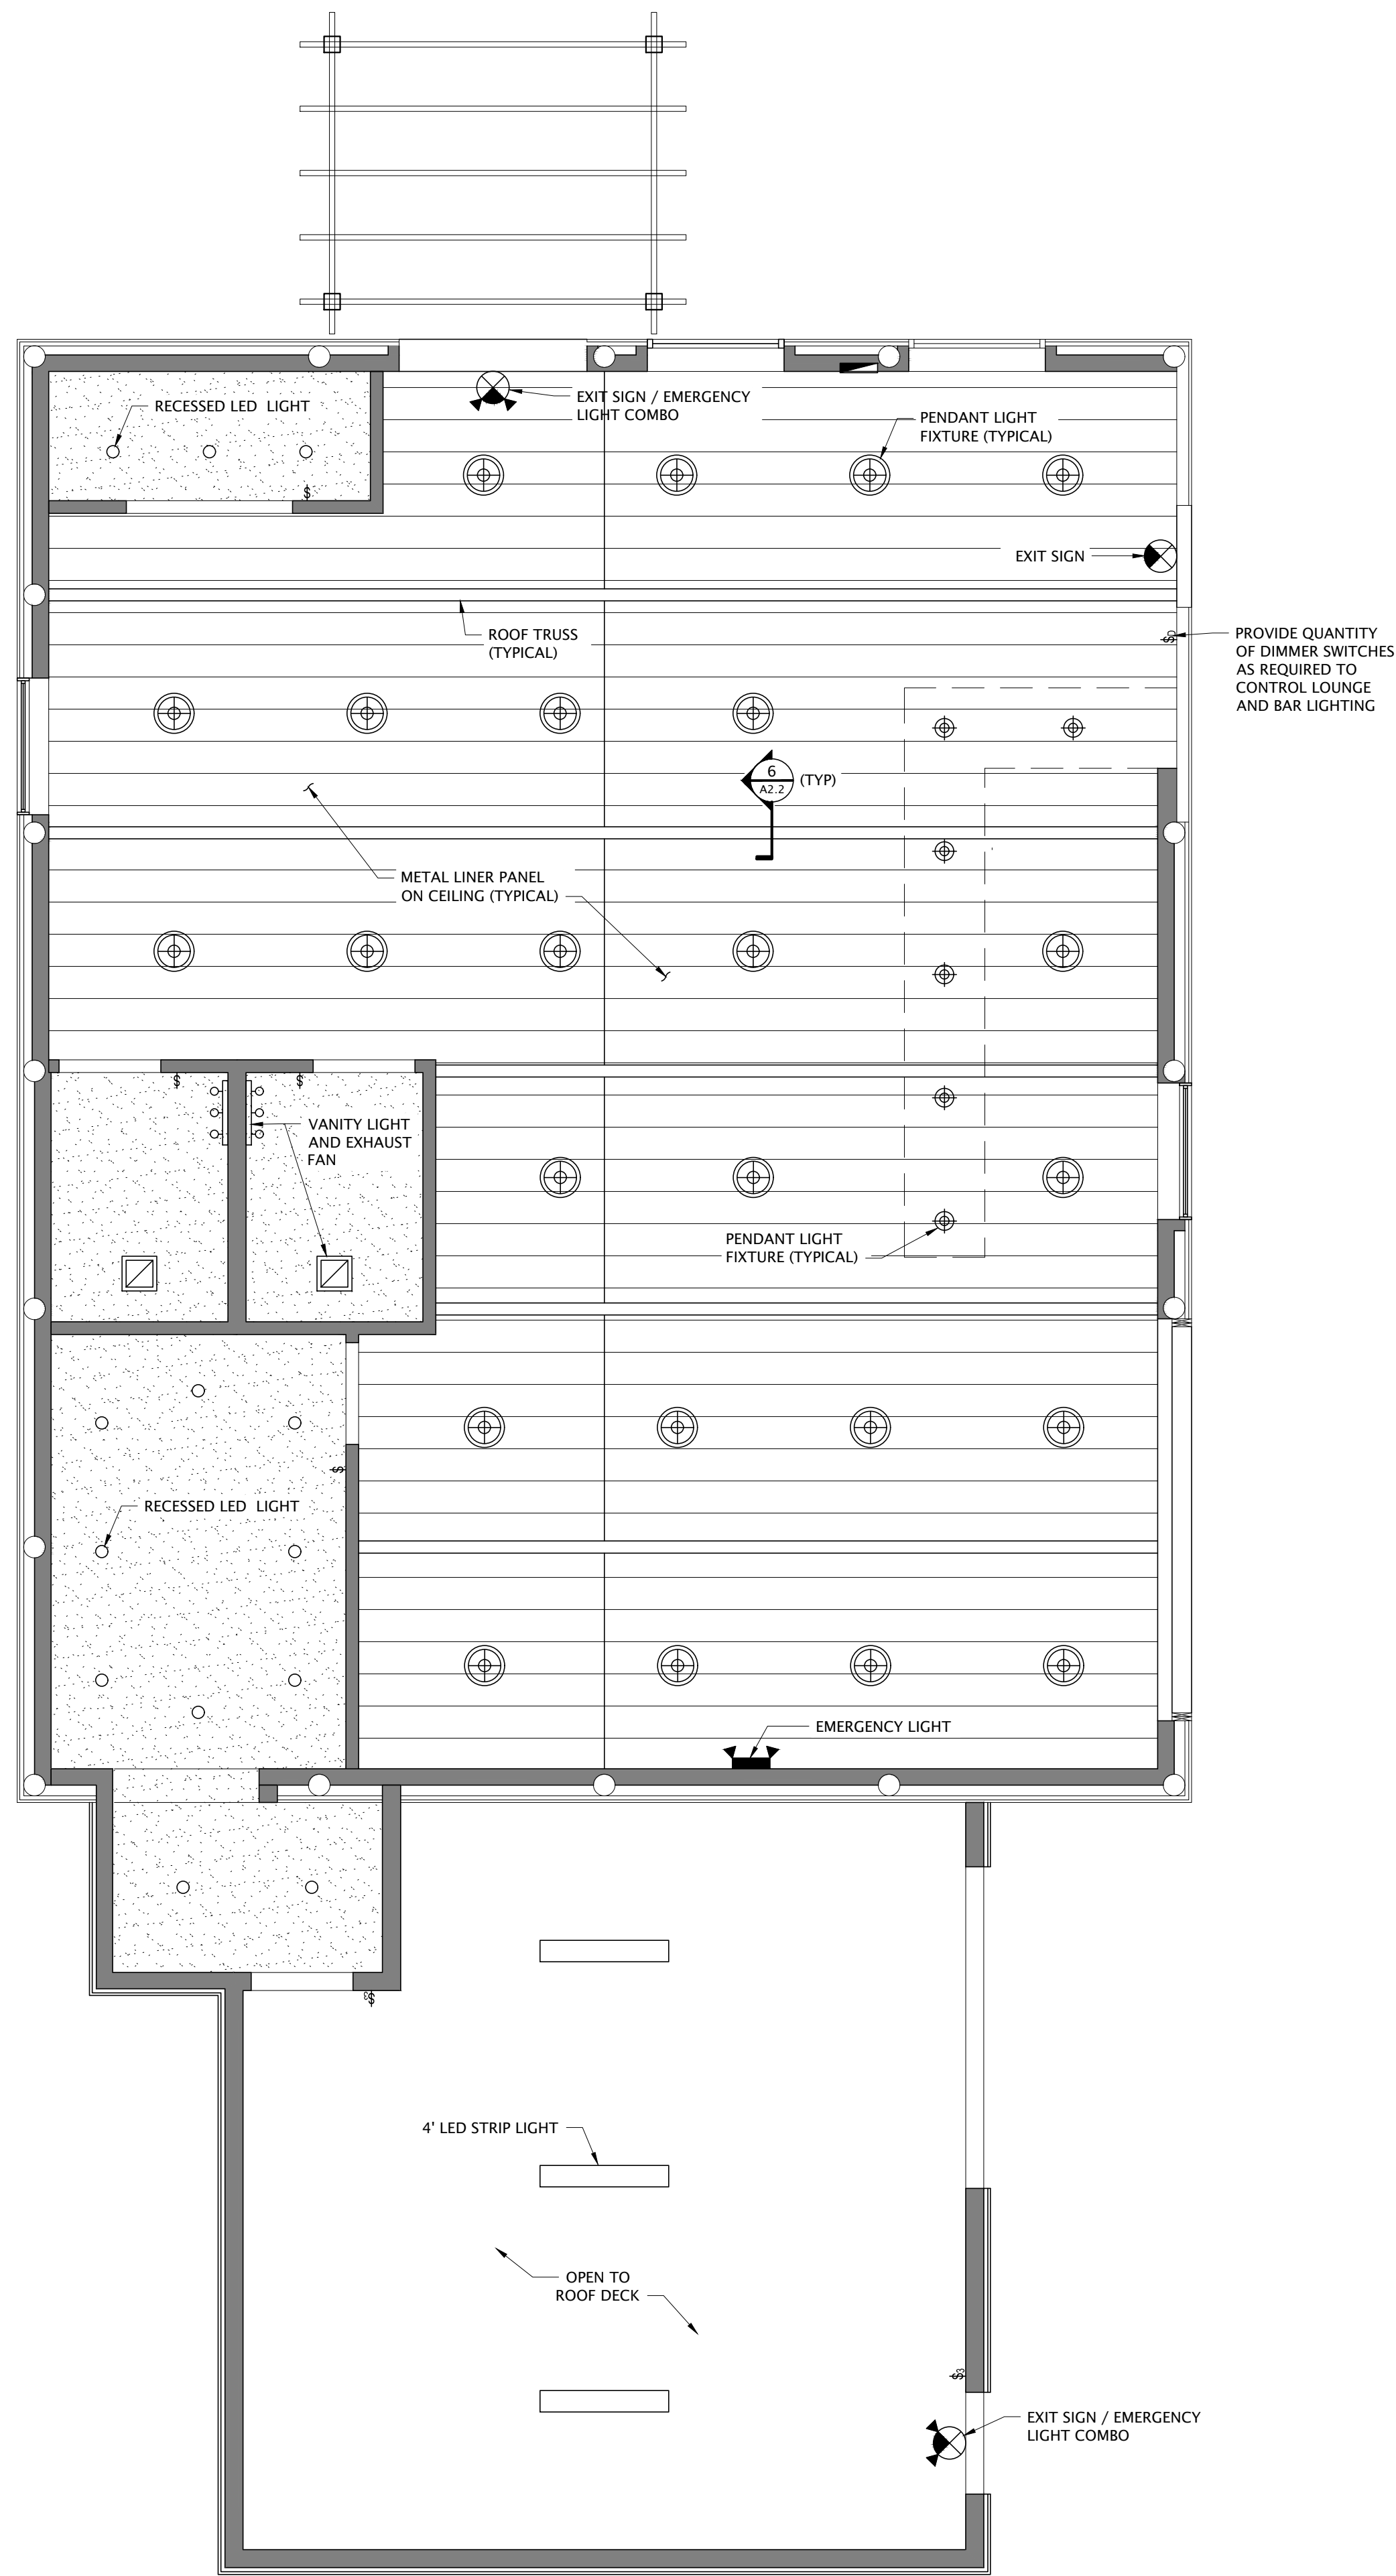 RECESSED LED LIGHT
EXIT SIGN / EMERGENCY
LIGHT COMBO
PENDANT LIGHT
FIXTURE (TYPICAL)
$
EXIT SIGN
ROOF TRUSS
(TYPICAL)
$D
PROVIDE QUANTITY
OF DIMMER SWITCHES
AS REQUIRED TO
CONTROL LOUNGE
AND BAR LIGHTING
6
A2.2
(TYP)
METAL LINER PANEL
ON CEILING (TYPICAL)
$
$
VANITY LIGHT
AND EXHAUST
FAN
PENDANT LIGHT
FIXTURE (TYPICAL)
$
RECESSED LED LIGHT
EMERGENCY LIGHT
$3
4' LED STRIP LIGHT
OPEN TO
ROOF DECK
$3
EXIT SIGN / EMERGENCY
LIGHT COMBO